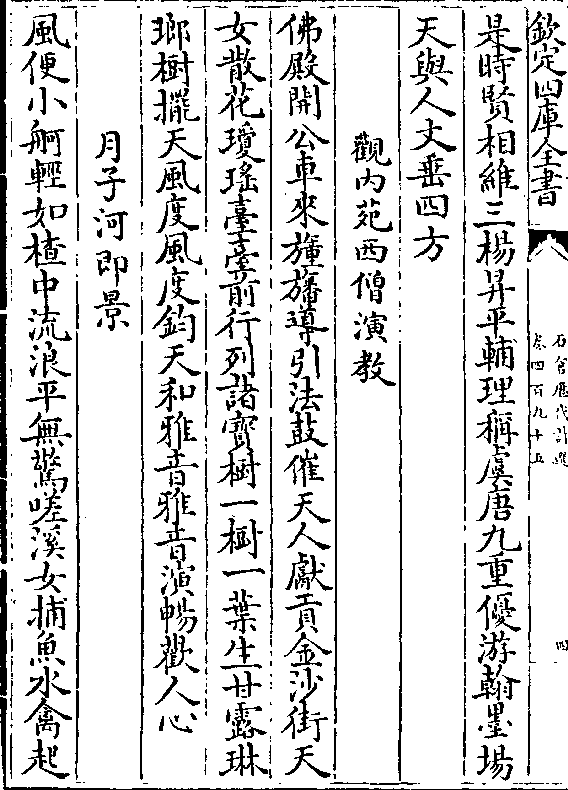 欽定四庫全書
石倉歷代詩選
卷四百九十五
四
是時賢相維三楊昇平輔理稱虞唐九重優游翰墨場
天與人文垂四方
觀内苑西僧演教
佛殿開公車來旛導引法鼓催天人獻貢金沙街天
女散花瓊瑤臺臺前行列諸寶樹一樹一葉生甘露琳
瑯樹擺天風度風度鈞天和雅音雅音演暢歡人心
月子河即景
風便小舸輕如楂中流浪平無驚嗟溪女捕魚水禽起